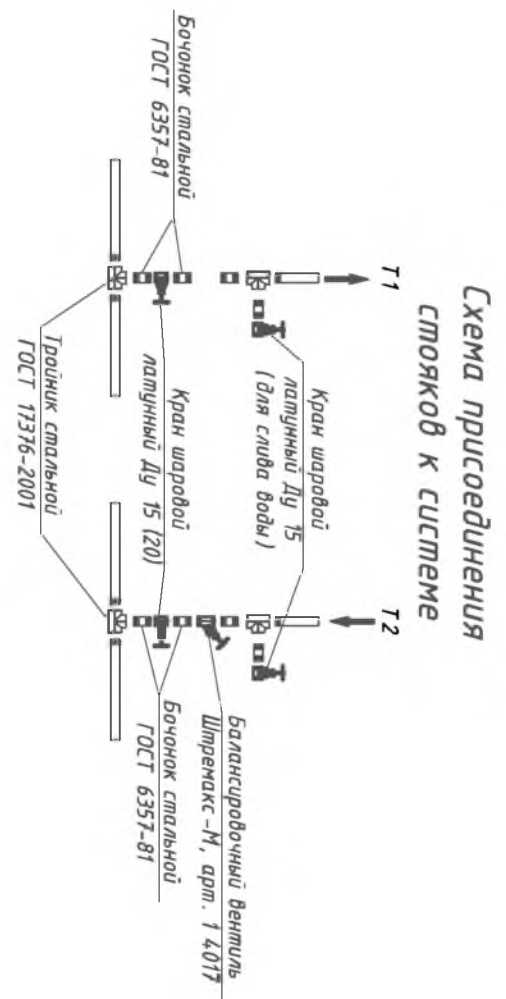 Схема присоединения
стояков к системе
Т1
Т2
Кран шаровой
латунный Ду 15
(для слива воды)
Балансировочный вентиль
Штремакс-М, арт. 1 4017
Бочонок стальной
ГОСТ 6357-81
Кран шаровой
латунный Ду 15 (20)
Бочонок стальной
ГОСТ 6357-81
Тройник стальной
ГОСТ 17376-2001